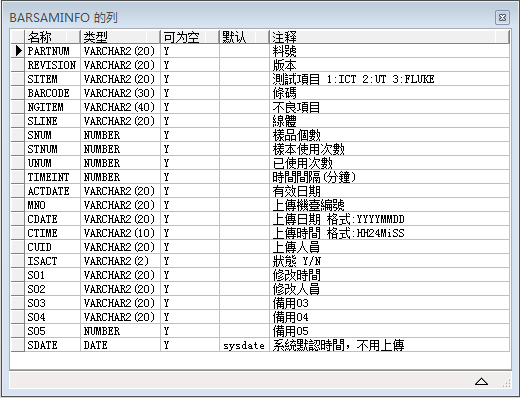 BARSAMINFO 的列
名称 类型 可为空 默认 注释
PARTNUM VARCHAR2(20) Y 料號
REVISION VARCHAR2(20) Y 版本
SITEM VARCHAR2(20) Y 測試項目 1:ICT 2:UT 3:FLUKE
BARCODE VARCHAR2(30) Y 條碼
NGITEM VARCHAR2(40) Y 不良項目
SLINE VARCHAR2(20) Y 線體
SNUM NUMBER Y 樣品個數
STNUM NUMBER Y 樣本使用次數
UNUM NUMBER Y 已使用次數
TIMEINT NUMBER Y 時間間隔(分鐘)
ACTDATE VARCHAR2(20) Y 有效日期
MNO VARCHAR2(20) Y 上傳機臺編號
CDATE VARCHAR2(20) Y 上傳日期 格式:YYYYMMDD
CTIME VARCHAR2(10) Y 上傳時間 格式:HH24MiSS
CUID VARCHAR2(20) Y 上傳人員
ISACT VARCHAR2(2) Y 狀態 Y/N
SO1 VARCHAR2(20) Y 修改時間
SO2 VARCHAR2(20) Y 修改人員
SO3 VARCHAR2(20) Y 備用03
SO4 VARCHAR2(20) Y 備用04
SO5 NUMBER Y 備用05
SDATE DATE Y sysdate 系統默認時間，不用上傳